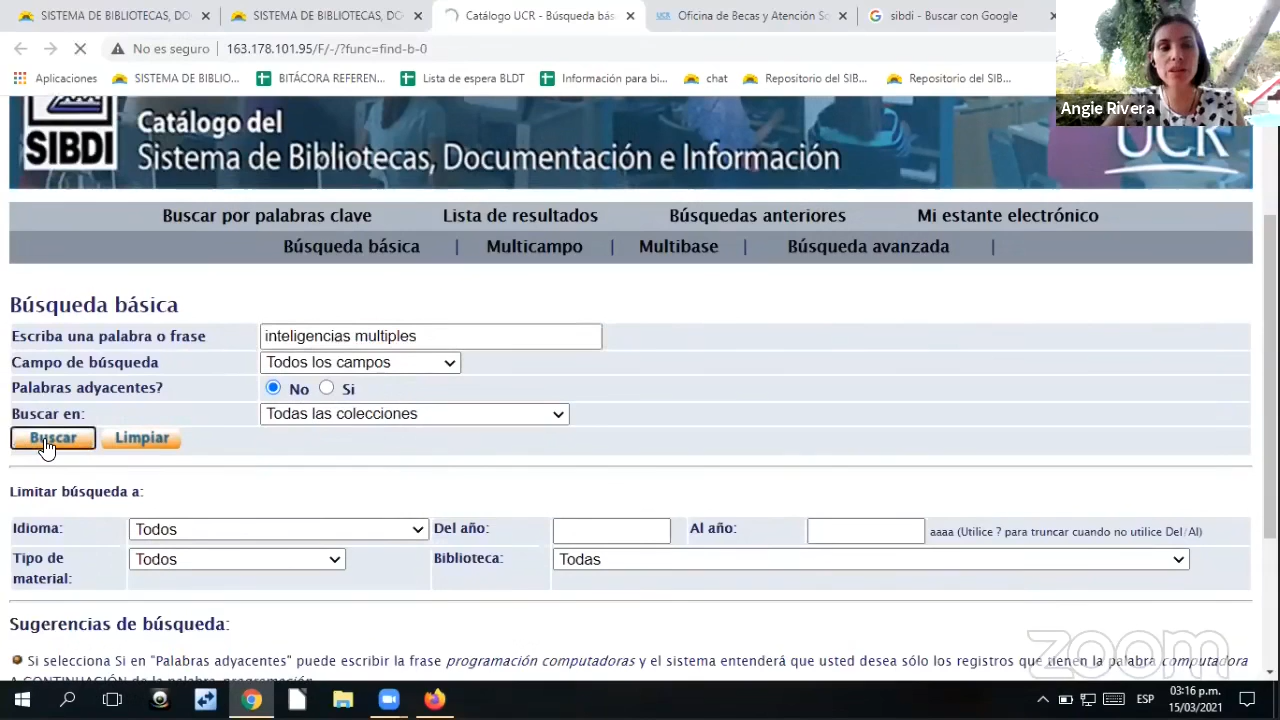 SISTEMA DE BIBLIOTECAS, DO
SISTEMA DE BIBLIOTECAS, DO
Catálogo UCR - Búsqueda bás
Oficina de Becas y Atención So
sibdi - Buscar con Google
No es seguro
163.178.101.95/F/-/?func=find-b-0
Aplicaciones
SISTEMA DE BIBLIO...
BITÁCORA REFEREN...
Lista de espera BLDT
Información para bi...
chat
Repositorio del SIB...
Repositorio del SIB...
Angie Rivera
SIBDI
Catálogo del
Sistema de Bibliotecas, Documentación e Información
UCR
Buscar por palabras clave
Lista de resultados
Búsquedas anteriores
Mi estante electrónico
Búsqueda básica | Multicampo | Multibase | Búsqueda avanzada |
Búsqueda básica
Escriba una palabra o frase
inteligencias multiples
Campo de búsqueda
Todos los campos
Palabras adyacentes?
No Si
Buscar en:
Todas las colecciones
Buscar
Limpiar
Limitar búsqueda a:
Idioma:
Todos
Del año:
Al año:
aaaa (Utilice ? para truncar cuando no utilice Del/Al)
Tipo de
material:
Todos
Biblioteca:
Todas
Sugerencias de búsqueda:
Si selecciona Si en "Palabras adyacentes" puede escribir la frase programación computadoras y el sistema entenderá que usted desea sólo los registros que tienen la palabra computadora
A CONTINUACIÓN de la palabra programación
zoom
ESP
03:16 p.m.
15/03/2021